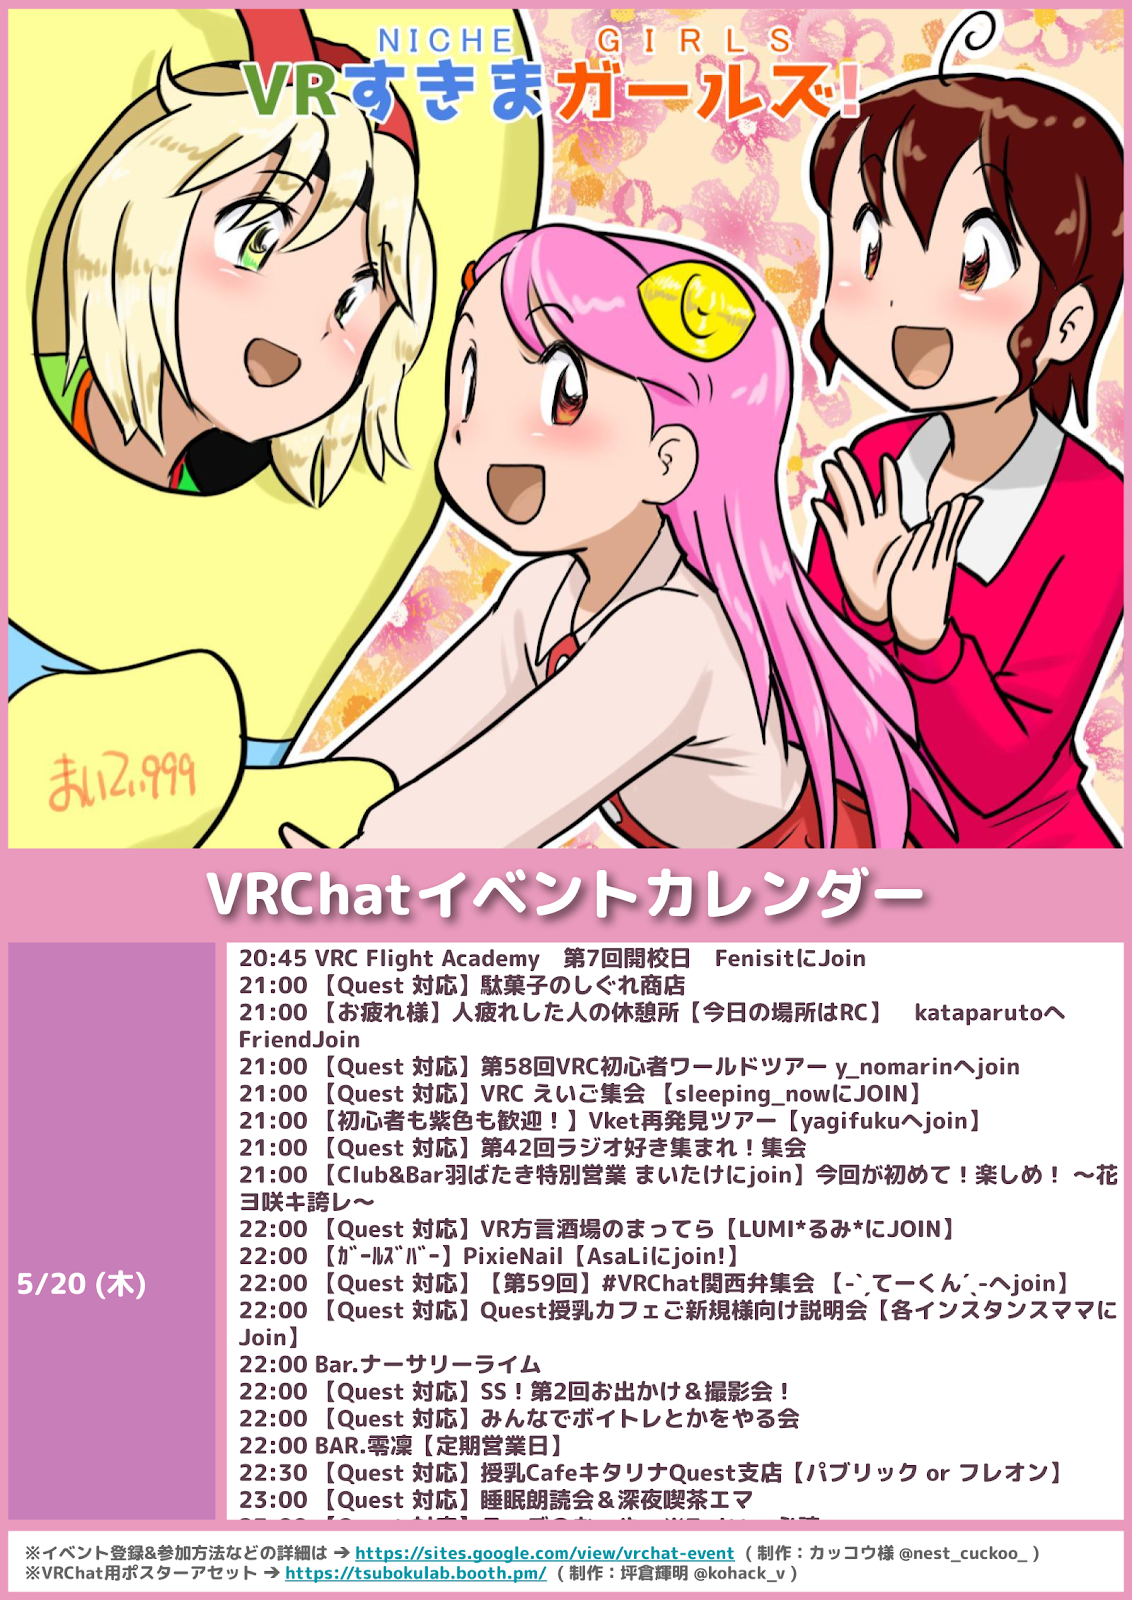 NICHE GIRLS
VRすきまガールズ!
まいてぃ999
VRChatイベントカレンダー
5/20 (木)
20:45 VRC Flight Academy　第7回開校日　FenisitにJoin
21:00 【Quest 対応】駄菓子のしぐれ商店
21:00 【お疲れ様】人疲れした人の休憩所【今日の場所はRC】　kataparutoへ
FriendJoin
21:00 【Quest 対応】第58回VRC初心者ワールドツアー y_nomarinへjoin
21:00 【Quest 対応】VRC えいご集会 【sleeping_nowにJOIN】
21:00 【初心者も紫色も歓迎！】Vket再発見ツアー【yagifukuへjoin】
21:00 【Quest 対応】第42回ラジオ好き集まれ！集会
21:00 【Club&Bar羽ばたき特別営業 まいたけにjoin】今回が初めて！楽しめ！ 〜花
ヨ咲キ誇レ〜
22:00 【Quest 対応】VR方言酒場のまってら【LUMI*るみ*にJOIN】
22:00 【ｶﾞｰﾙｽﾞﾊﾞｰ】PixieNail【AsaLiにjoin!】
22:00 【Quest 対応】【第59回】#VRChat関西弁集会 【-ˋˏてーくんˊˎ-へjoin】
22:00 【Quest 対応】Quest授乳カフェご新規様向け説明会【各インスタンスママに
Join】
22:00 Bar.ナーサリーライム
22:00 【Quest 対応】SS！第2回お出かけ＆撮影会！
22:00 【Quest 対応】みんなでボイトレとかをやる会
22:00 BAR.零凜【定期営業日】
22:30 【Quest 対応】授乳CafeキタリナQuest支店【パブリック or フレオン】
23:00 【Quest 対応】睡眠朗読会＆深夜喫茶エマ
※イベント登録&参加方法などの詳細は ➔ https://sites.google.com/view/vrchat-event ( 制作：カッコウ様 @nest_cuckoo_ )
※VRChat用ポスターアセット ➔ https://tsubokulab.booth.pm/ ( 制作：坪倉輝明 @kohack_v )